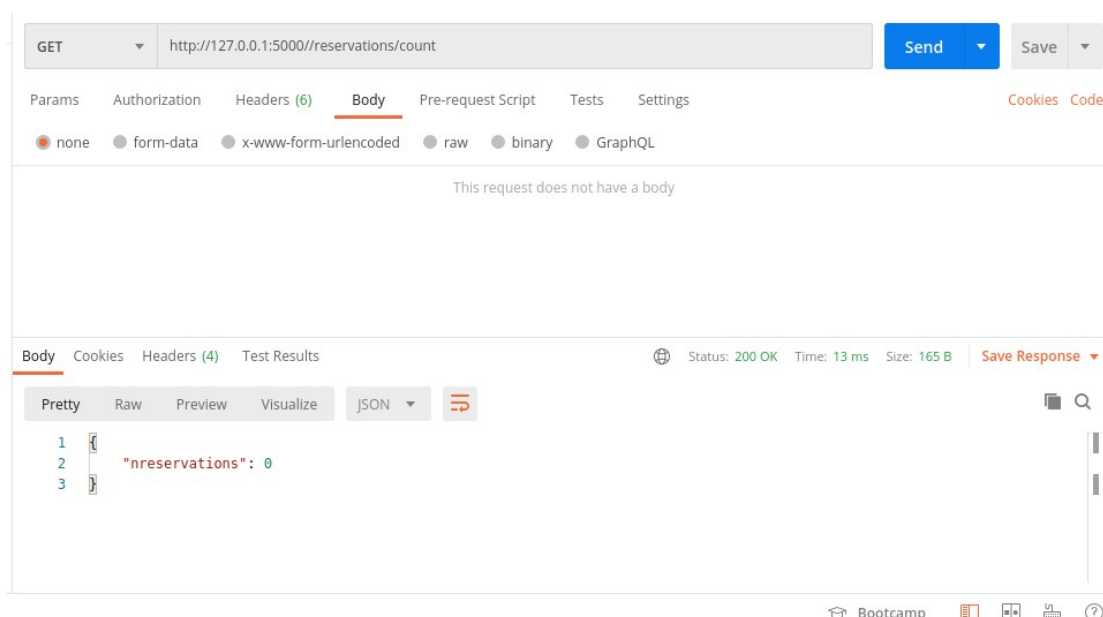 GET http://127.0.0.1:5000//reservations/count Send Save
Params Authorization Headers (6) Body Pre-request Script Tests Settings Cookies Code
none form-data x-www-form-urlencoded raw binary GraphQL
This request does not have a body
Body Cookies Headers (4) Test Results Status: 200 OK Time: 13 ms Size: 165 B Save Response
Pretty Raw Preview Visualize JSON
1 {
2 "nreservations": 0
3 }
Bootcamp